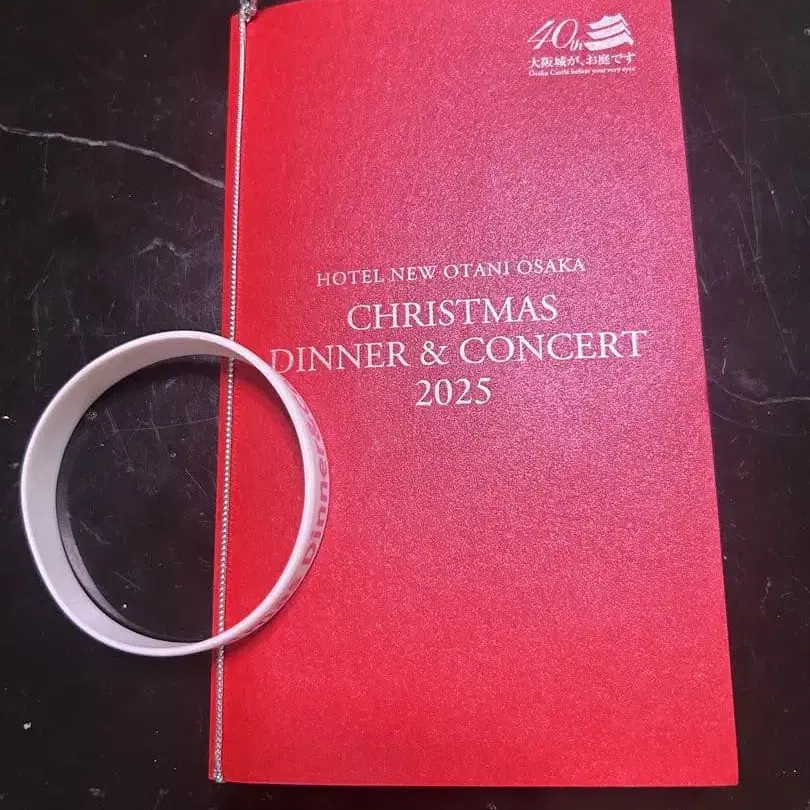 40th
大阪城が、お庭です
Osaka Castle before your very eyes
HOTEL NEW OTANI OSAKA
CHRISTMAS
DINNER & CONCERT
2025
Dinner